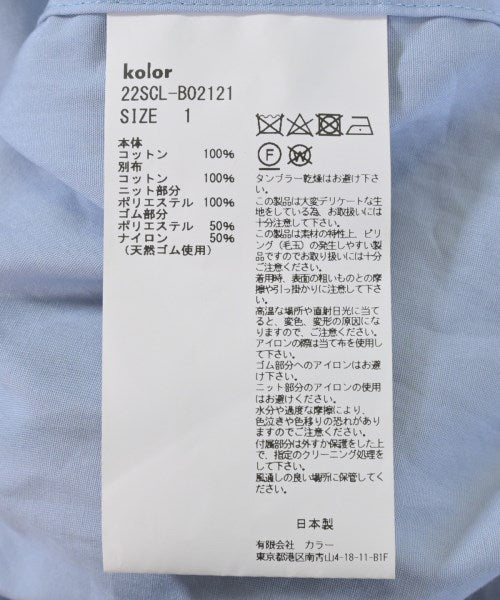 kolor
22SCL-B02121
SIZE 1
本体
コットン 100%
別布
コットン 100%
ニット部分
ポリエステル 100%
ゴム部分
ポリエステル 50%
ナイロン 50%
(天然ゴム使用)
F W
タンブラー乾燥はお避け下さい。
この製品は大変デリケートな生
地をしている為、お取扱いには
十分注意して下さい。
この製品は素材の特性上、ピリ
ング(毛玉)の発生しやすい製
品ですのでお取り扱いには十分
ご注意ください。
着用時、表面の粗いものとの摩
擦や引っ掛かりに注意して下さい。
高温な場所や直射日光に当て
ると、変色、変形の原因にな
りますので、ご注意ください。
アイロンの際は当て布を使用し
て下さい。
ゴム部分へのアイロンはお避
け下さい。
ニット部分のアイロンの使用
はお避けください。
水分や過度な摩擦により、
色泣きや色移りの恐れがありま
すのでご注意ください。
付属部分は外すか保護をした上
で、指定のクリーニング処理を
して下さい。
風通しの良い場所に保管してく
ださい。
日本製
有限会社 カラー
東京都港区南青山4-18-11-B1F